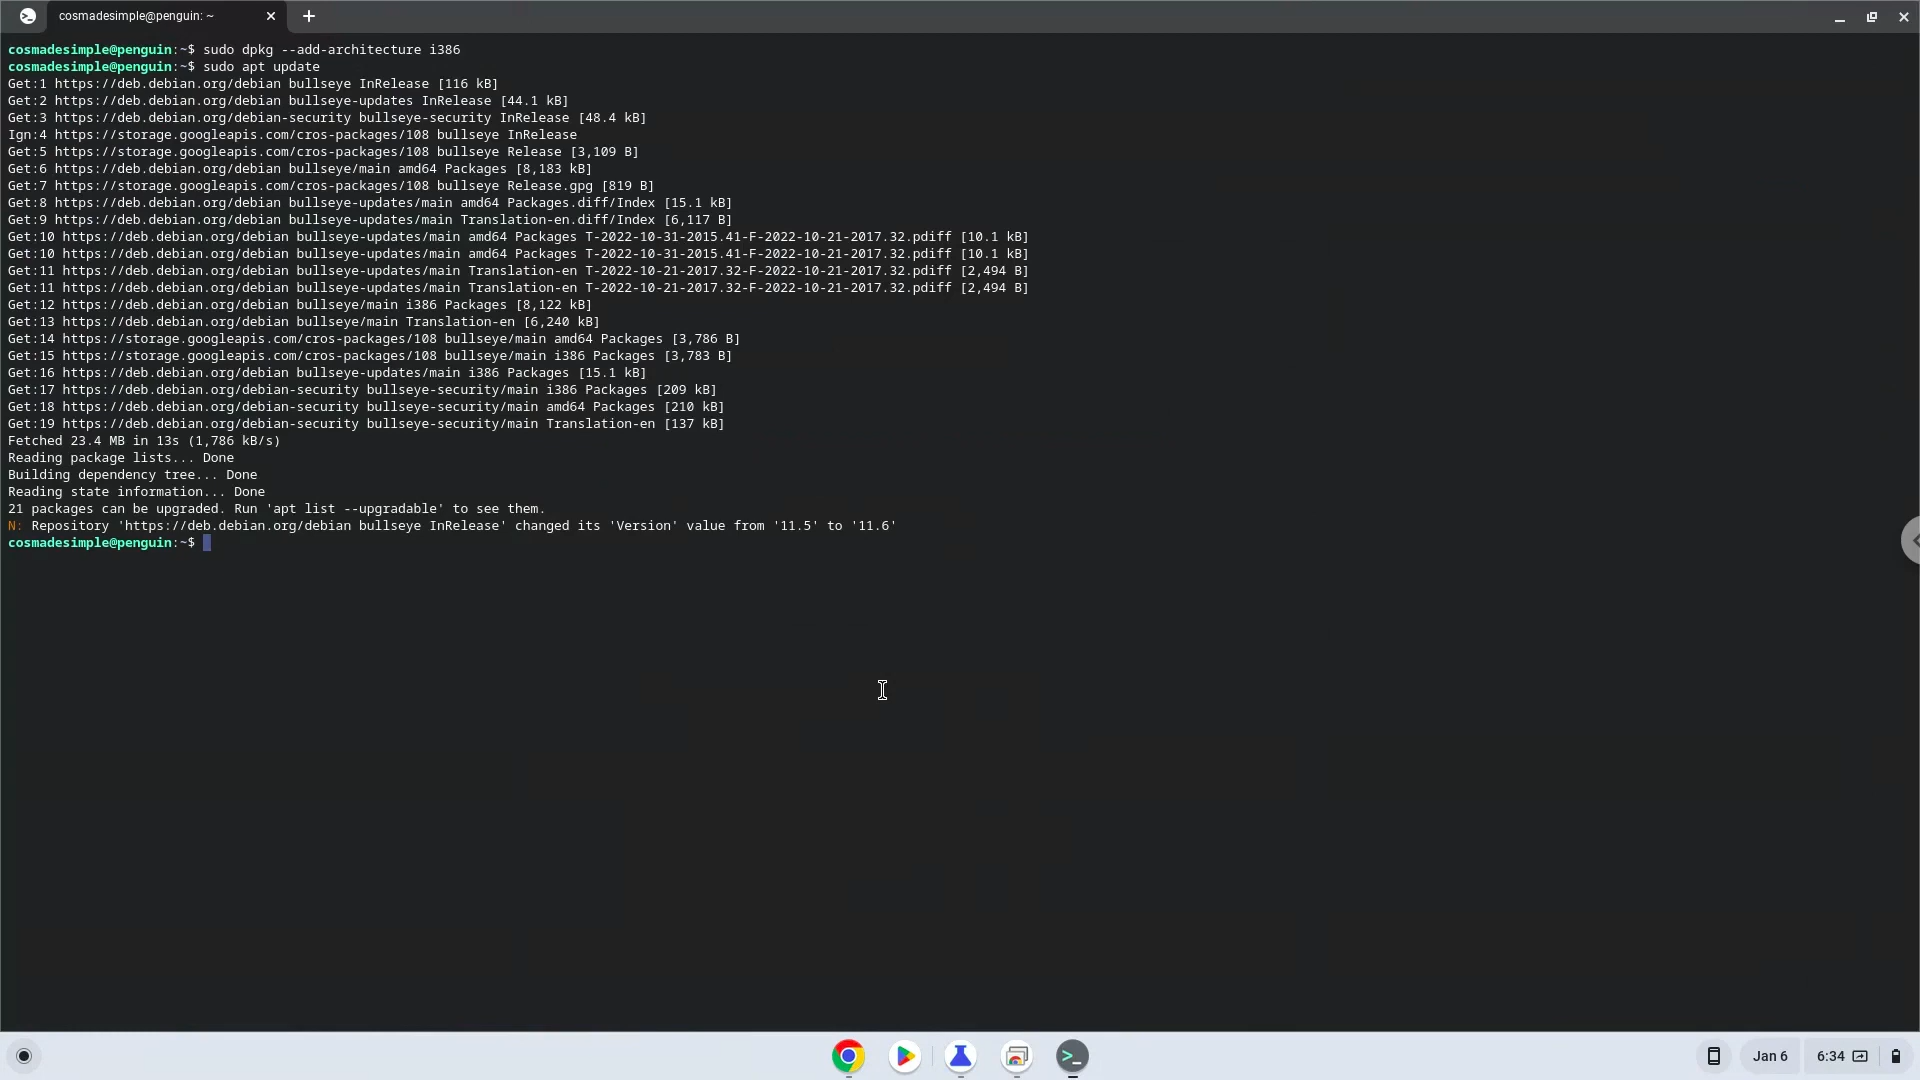 cosmadesimple@penguin: ~
cosmadesimple@penguin:~$ sudo dpkg --add-architecture i386
cosmadesimple@penguin:~$ sudo apt update
Get:1 https://deb.debian.org/debian bullseye InRelease [116 kB]
Get:2 https://deb.debian.org/debian bullseye-updates InRelease [44.1 kB]
Get:3 https://deb.debian.org/debian-security bullseye-security InRelease [48.4 kB]
Ign:4 https://storage.googleapis.com/cros-packages/108 bullseye InRelease
Get:5 https://storage.googleapis.com/cros-packages/108 bullseye Release [3,109 B]
Get:6 https://deb.debian.org/debian bullseye/main amd64 Packages [8,183 kB]
Get:7 https://storage.googleapis.com/cros-packages/108 bullseye Release.gpg [819 B]
Get:8 https://deb.debian.org/debian bullseye-updates/main amd64 Packages.diff/Index [15.1 kB]
Get:9 https://deb.debian.org/debian bullseye-updates/main Translation-en.diff/Index [6,117 B]
Get:10 https://deb.debian.org/debian bullseye-updates/main amd64 Packages T-2022-10-31-2015.41-F-2022-10-21-2017.32.pdiff [10.1 kB]
Get:10 https://deb.debian.org/debian bullseye-updates/main amd64 Packages T-2022-10-31-2015.41-F-2022-10-21-2017.32.pdiff [10.1 kB]
Get:11 https://deb.debian.org/debian bullseye-updates/main Translation-en T-2022-10-21-2017.32-F-2022-10-21-2017.32.pdiff [2,494 B]
Get:11 https://deb.debian.org/debian bullseye-updates/main Translation-en T-2022-10-21-2017.32-F-2022-10-21-2017.32.pdiff [2,494 B]
Get:12 https://deb.debian.org/debian bullseye/main i386 Packages [8,122 kB]
Get:13 https://deb.debian.org/debian bullseye/main Translation-en [6,240 kB]
Get:14 https://storage.googleapis.com/cros-packages/108 bullseye/main amd64 Packages [3,786 B]
Get:15 https://storage.googleapis.com/cros-packages/108 bullseye/main i386 Packages [3,783 B]
Get:16 https://deb.debian.org/debian bullseye-updates/main i386 Packages [15.1 kB]
Get:17 https://deb.debian.org/debian-security bullseye-security/main i386 Packages [209 kB]
Get:18 https://deb.debian.org/debian-security bullseye-security/main amd64 Packages [210 kB]
Get:19 https://deb.debian.org/debian-security bullseye-security/main Translation-en [137 kB]
Fetched 23.4 MB in 13s (1,786 kB/s)
Reading package lists... Done
Building dependency tree... Done
Reading state information... Done
21 packages can be upgraded. Run 'apt list --upgradable' to see them.
N: Repository 'https://deb.debian.org/debian bullseye InRelease' changed its 'Version' value from '11.5' to '11.6'
cosmadesimple@penguin:~$
Jan 6
6:34